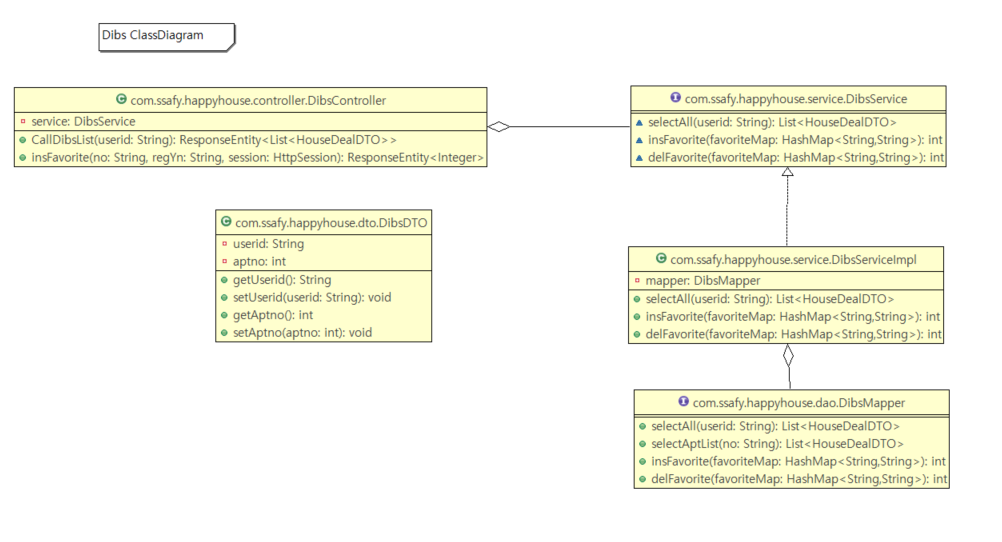 Dibs ClassDiagram
com.ssafy.happyhouse.controller.DibsController
service: DibsService
CallDibsList(userid: String): ResponseEntity<List<HouseDealDTO>>
insFavorite(no: String, regYn: String, session: HttpSession): ResponseEntity<Integer>
com.ssafy.happyhouse.service.DibsService
selectAll(userid: String): List<HouseDealDTO>
insFavorite(favoriteMap: HashMap<String,String>): int
delFavorite(favoriteMap: HashMap<String,String>): int
com.ssafy.happyhouse.dto.DibsDTO
userid: String
aptno: int
getUserid(): String
setUserid(userid: String): void
getAptno(): int
setAptno(aptno: int): void
com.ssafy.happyhouse.service.DibsServiceImpl
mapper: DibsMapper
selectAll(userid: String): List<HouseDealDTO>
insFavorite(favoriteMap: HashMap<String,String>): int
delFavorite(favoriteMap: HashMap<String,String>): int
com.ssafy.happyhouse.dao.DibsMapper
selectAll(userid: String): List<HouseDealDTO>
selectAptList(no: String): List<HouseDealDTO>
insFavorite(favoriteMap: HashMap<String,String>): int
delFavorite(favoriteMap: HashMap<String,String>): int